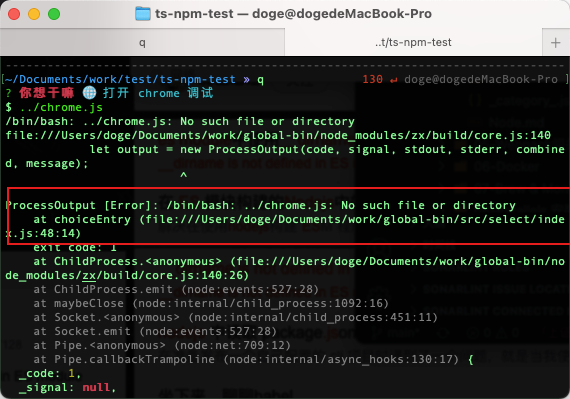 ts-npm-test — doge@dogedeMacBook-Pro
q
..t/ts-npm-test
+
[~/Documents/work/test/ts-npm-test » q 130 ↵ doge@dogedeMacBook-Pro ]
? 你想干嘛 🌐 打开 chrome 调试
$ ../chrome.js
/bin/bash: ../chrome.js: No such file or directory
file:///Users/doge/Documents/work/global-bin/node_modules/zx/build/core.js:140
let output = new ProcessOutput(code, signal, stdout, stderr, combine
d, message);
^
ProcessOutput [Error]: /bin/bash: ../chrome.js: No such file or directory
at choiceEntry (file:///Users/doge/Documents/work/global-bin/src/select/inde
x.js:48:14)
exit code: 1
at ChildProcess.<anonymous> (file:///Users/doge/Documents/work/global-bin/no
de_modules/zx/build/core.js:140:26)
at ChildProcess.emit (node:events:527:28)
at maybeClose (node:internal/child_process:1092:16)
at Socket.<anonymous> (node:internal/child_process:451:11)
at Socket.emit (node:events:527:28)
at Pipe.<anonymous> (node:net:709:12)
at Pipe.callbackTrampoline (node:internal/async_hooks:130:17) {
_code: 1,
_signal: null,